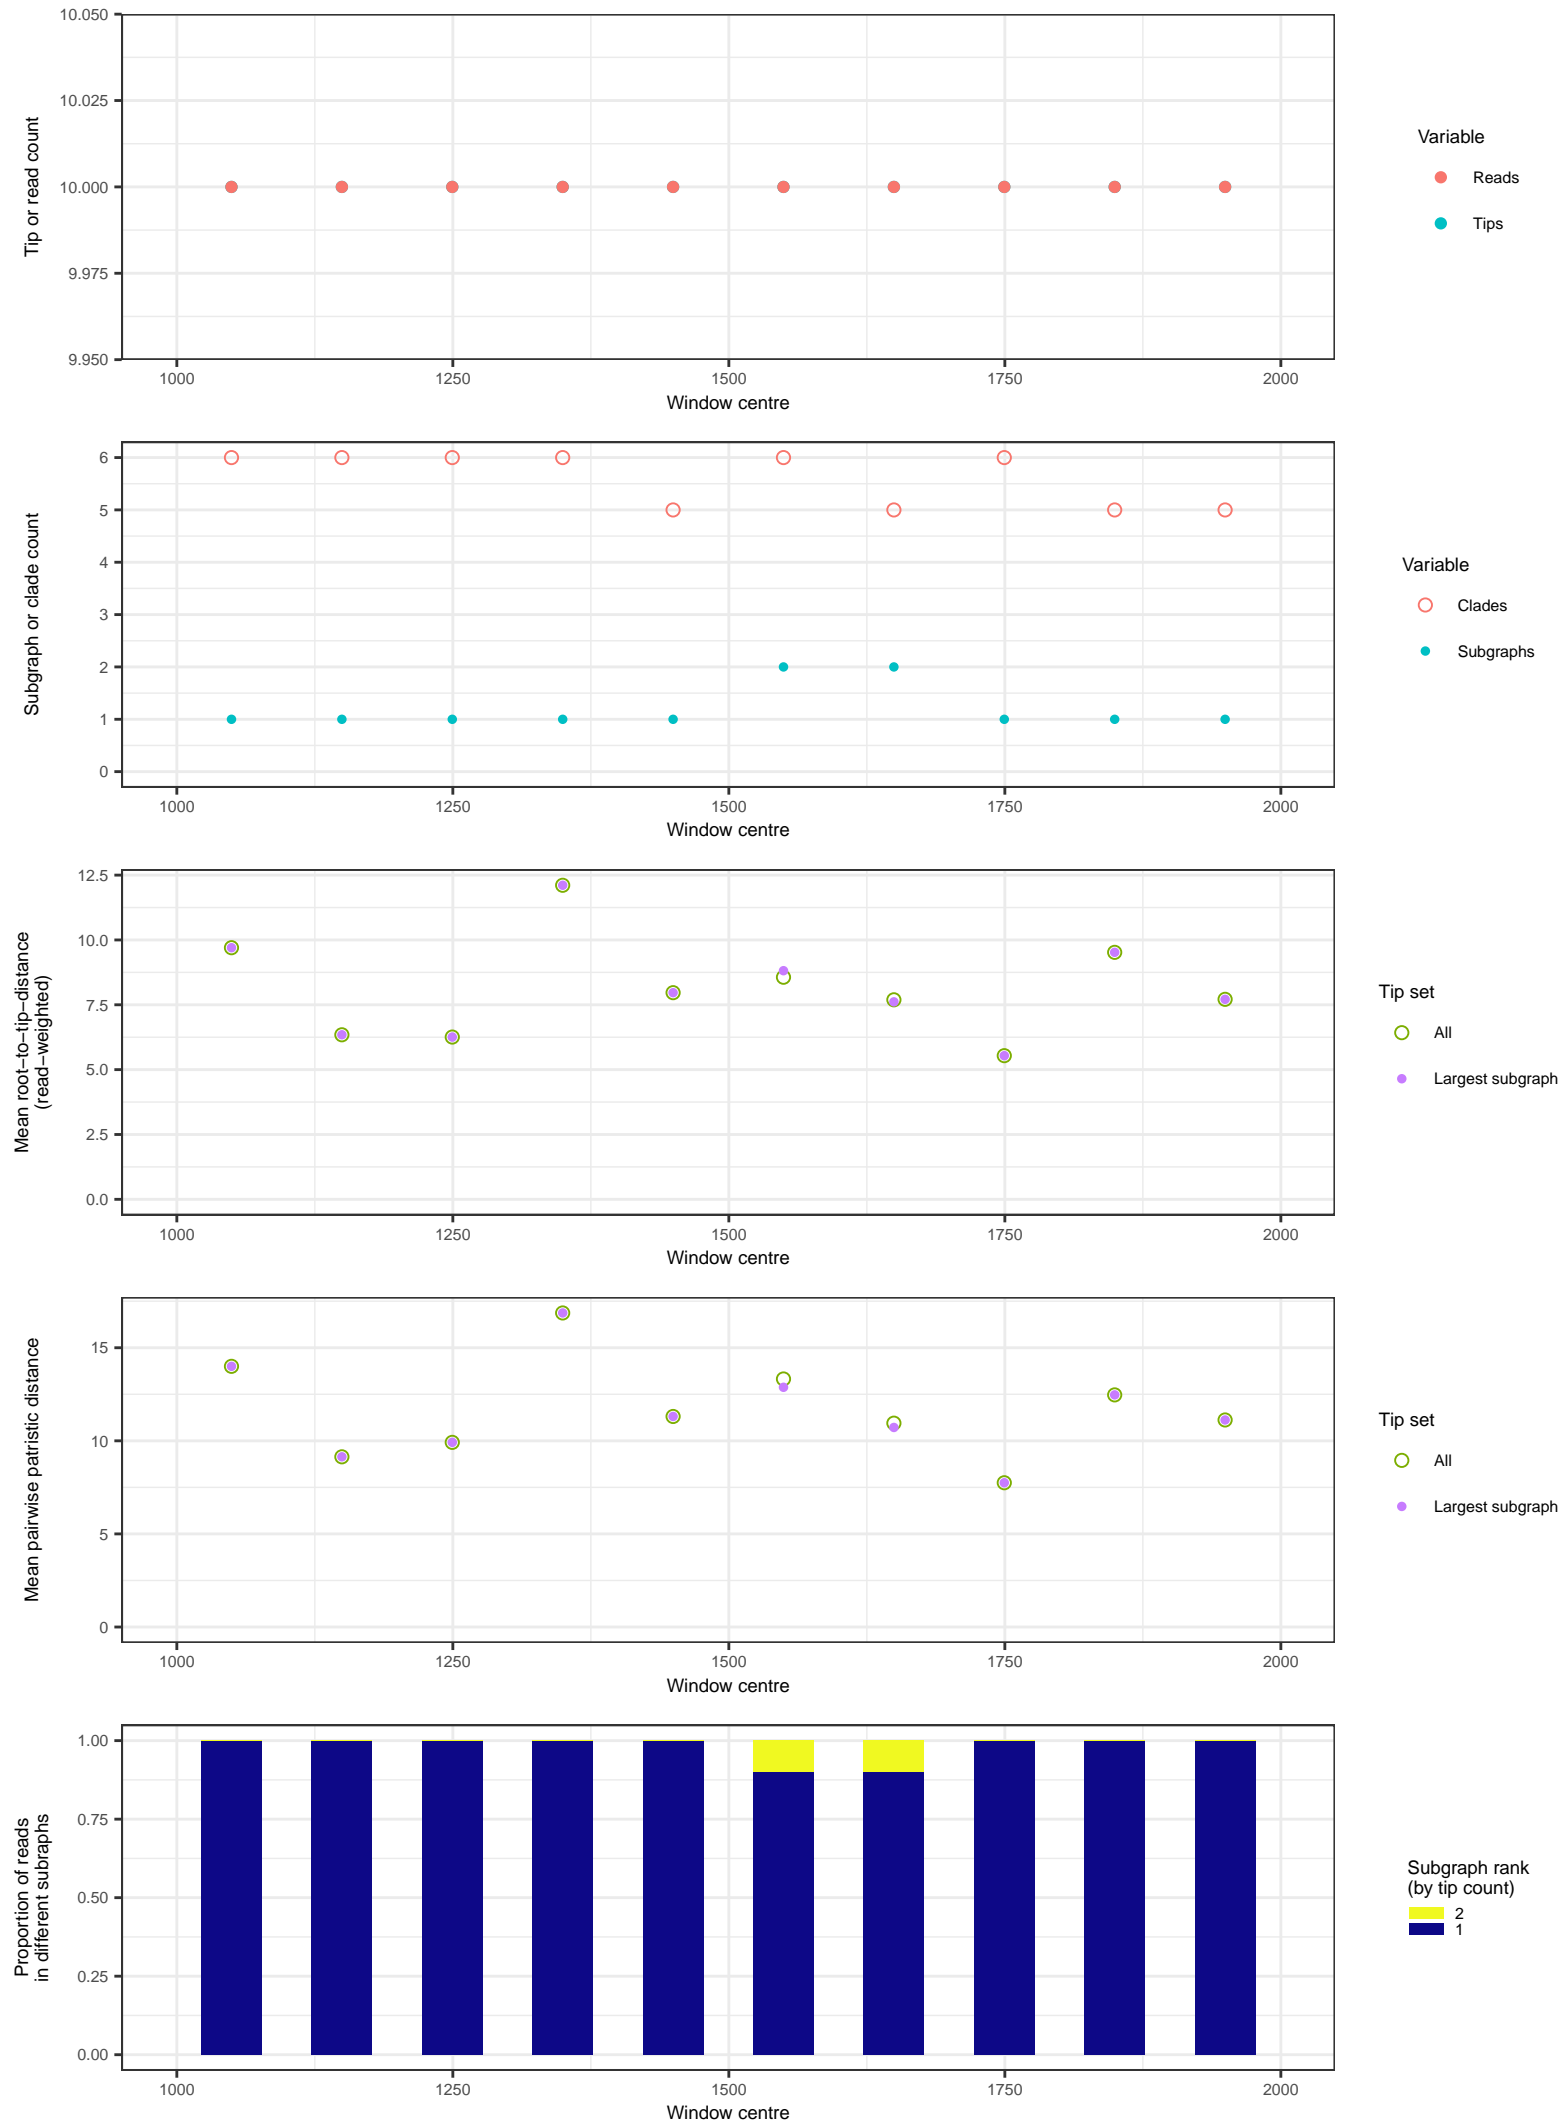 10.050
10.025
10.000
9.975
9.950
Tip or read count
1000 1250 1500 1750 2000
Window centre
Variable
Reads
Tips
6
5
4
3
2
1
0
Subgraph or clade count
1000 1250 1500 1750 2000
Window centre
Variable
Clades
Subgraphs
12.5
10.0
7.5
5.0
2.5
0.0
Mean root−to−tip−distance
(read−weighted)
1000 1250 1500 1750 2000
Window centre
Tip set
All
Largest subgraph
15
10
5
0
Mean pairwise patristic distance
1000 1250 1500 1750 2000
Window centre
Tip set
All
Largest subgraph
1.00
0.75
0.50
0.25
0.00
Proportion of reads
in different subraphs
1000 1250 1500 1750 2000
Window centre
Subgraph rank
(by tip count)
2
1